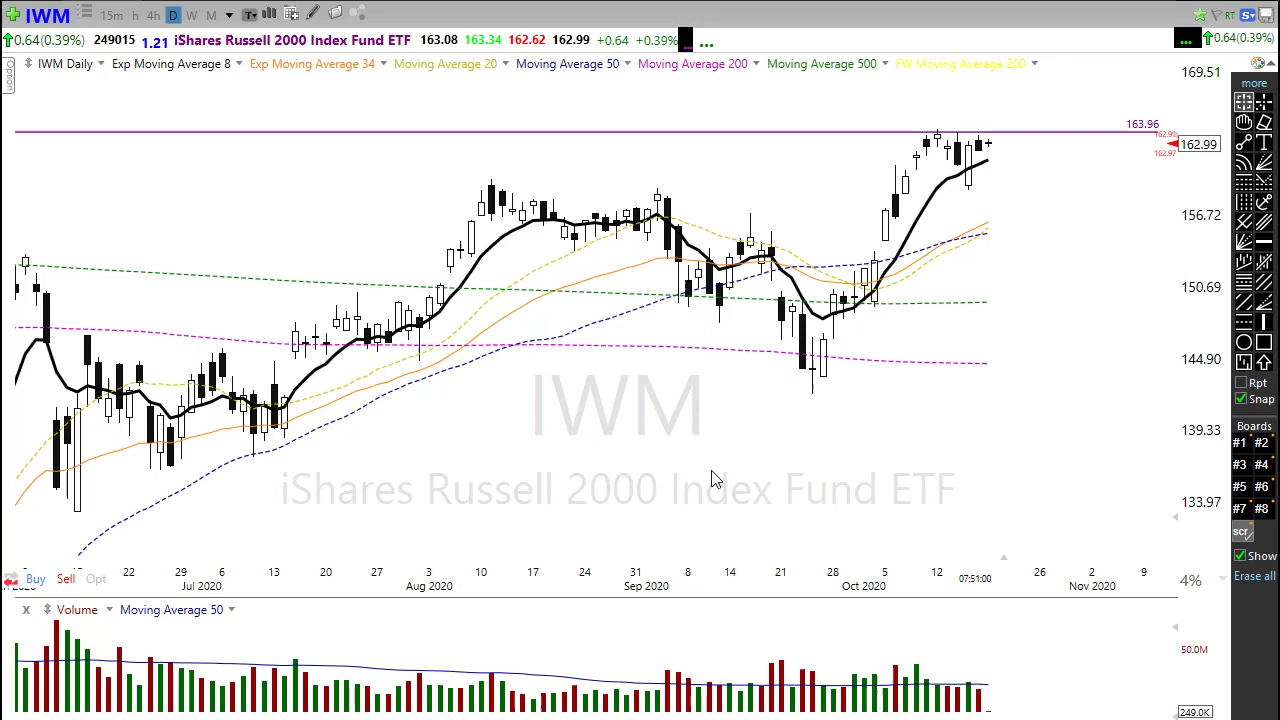 IWM 15m h 4h D W M T RT S
0.64(0.39%) 249015 1.21 iShares Russell 2000 Index Fund ETF 163.08 163.34 162.62 162.99 +0.64 +0.39% ... ... 0.64(0.39%)
Option
IWM Daily Exp Moving Average 8 Exp Moving Average 34 Moving Average 20 Moving Average 50 Moving Average 200 Moving Average 500 FW Moving Average 200
169.51
more
163.96
162.99
162.99
162.97
156.72
150.69
144.90
139.33
133.97
IWM
iShares Russell 2000 Index Fund ETF
T
Rpt
Snap
Boards
#1 #2
#3 #4
#5 #6
#7 #8
scr
Show
Erase all
22 29 6 13 20 27 3 10 17 24 31 8 14 21 28 5 12 26 2 9
Jul 2020 Aug 2020 Sep 2020 Oct 2020 07:51:00 Nov 2020
Buy Sell Opt
4%
x Volume Moving Average 50
50.0M
249.0K